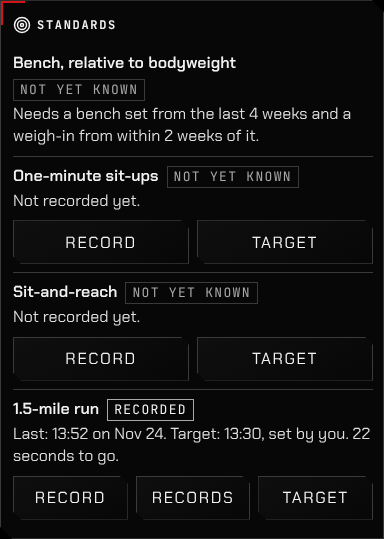 STANDARDS
Bench, relative to bodyweight
NOT YET KNOWN
Needs a bench set from the last 4 weeks and a
weigh-in from within 2 weeks of it.
One-minute sit-ups NOT YET KNOWN
Not recorded yet.
RECORD TARGET
Sit-and-reach NOT YET KNOWN
Not recorded yet.
RECORD TARGET
1.5-mile run RECORDED
Last: 13:52 on Nov 24. Target: 13:30, set by you. 22
seconds to go.
RECORD RECORDS TARGET